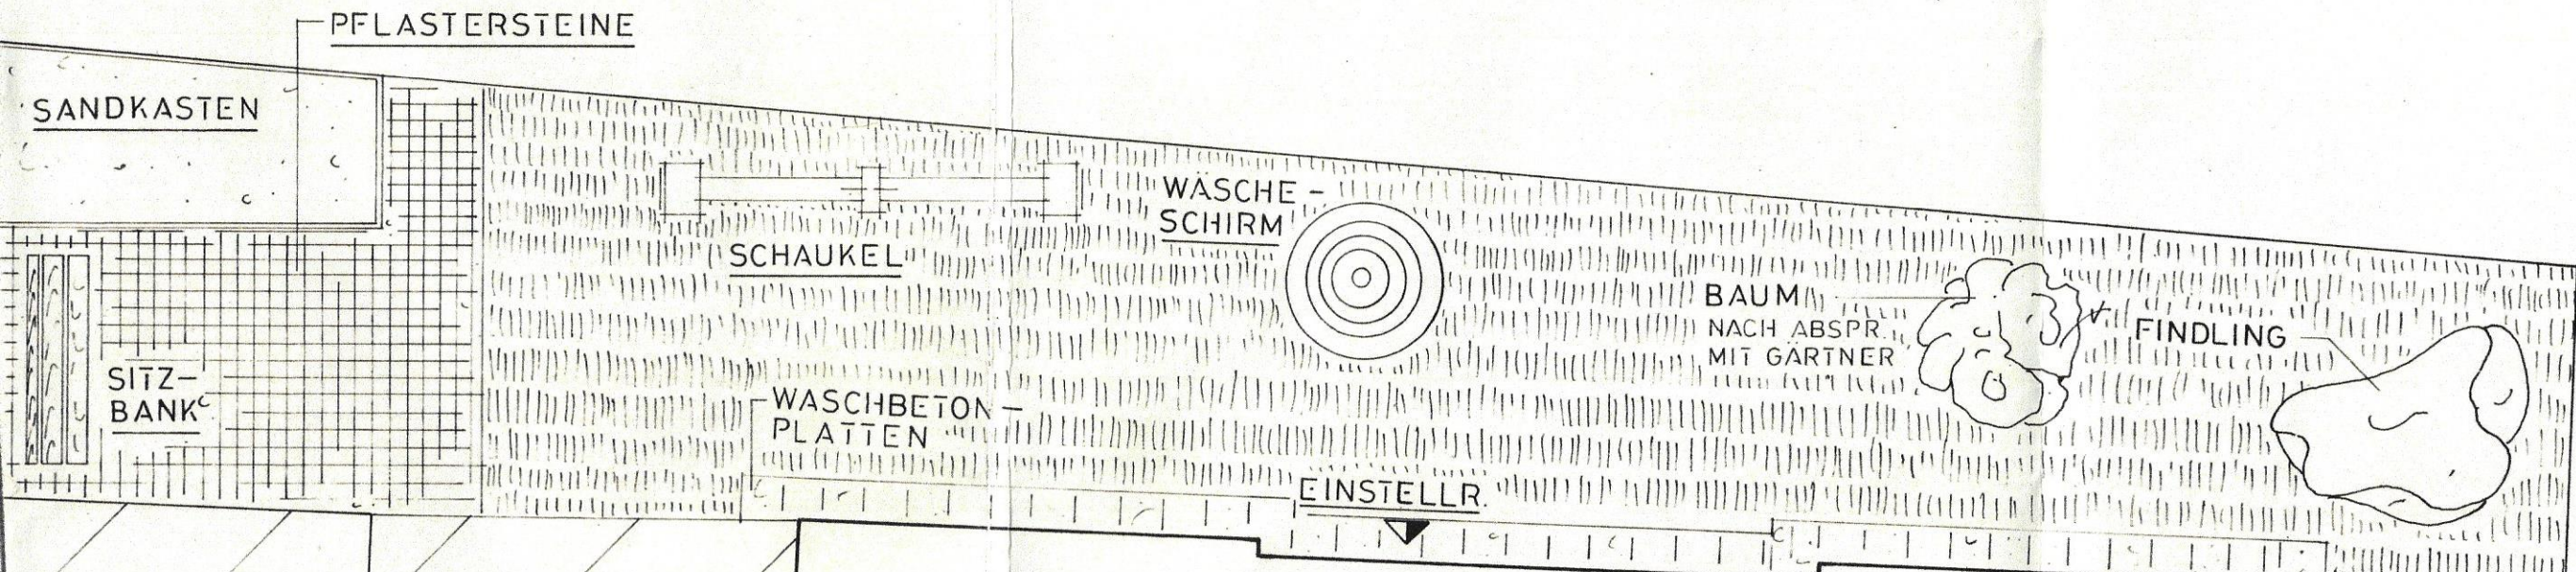 PFLASTERSTEINE
SANDKASTEN
WÄSCHE-
SCHIRM
SCHAUKEL
BAUM
NACH ABSPR.
MIT GÄRTNER
FINDLING
SITZ-
BANK
WASCHBETON-
PLATTEN
EINSTELLR.